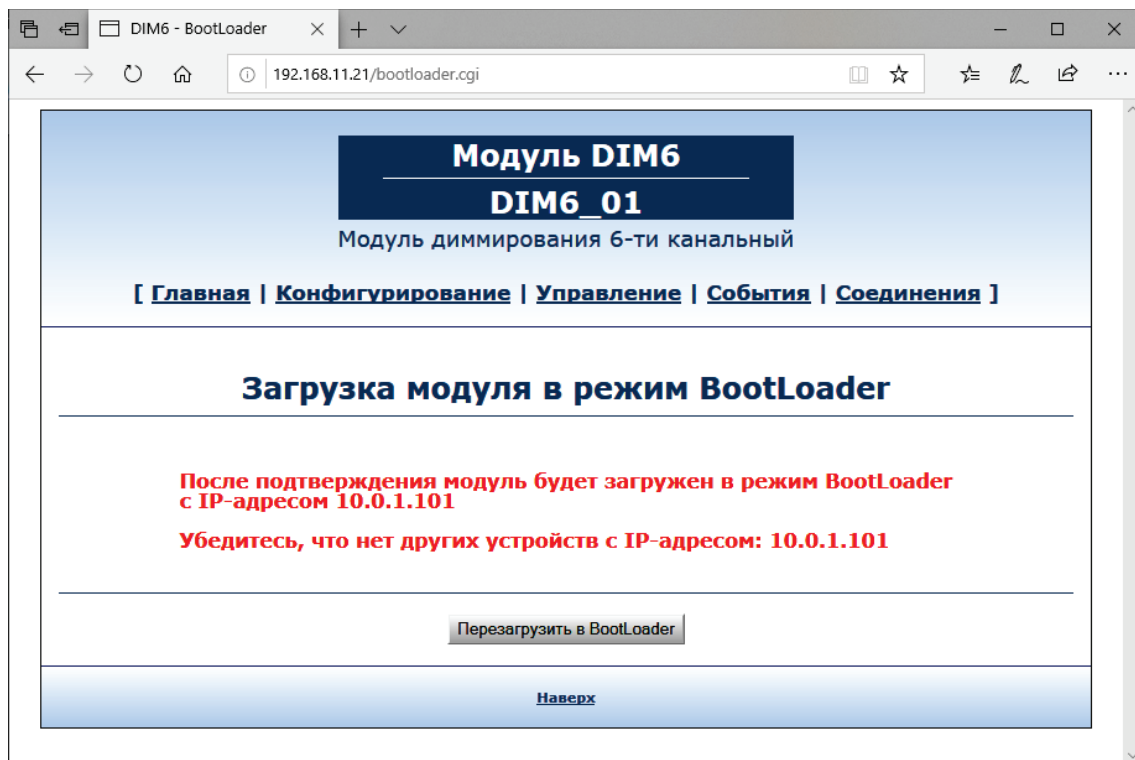 DIM6 - BootLoader
192.168.11.21/bootloader.cgi
Модуль DIM6
DIM6_01
Модуль диммирования 6-ти канальный
[ Главная | Конфигурирование | Управление | События | Соединения ]
Загрузка модуля в режим BootLoader
После подтверждения модуль будет загружен в режим BootLoader
с IP-адресом 10.0.1.101
Убедитесь, что нет других устройств с IP-адресом: 10.0.1.101
Перезагрузить в BootLoader
Наверх